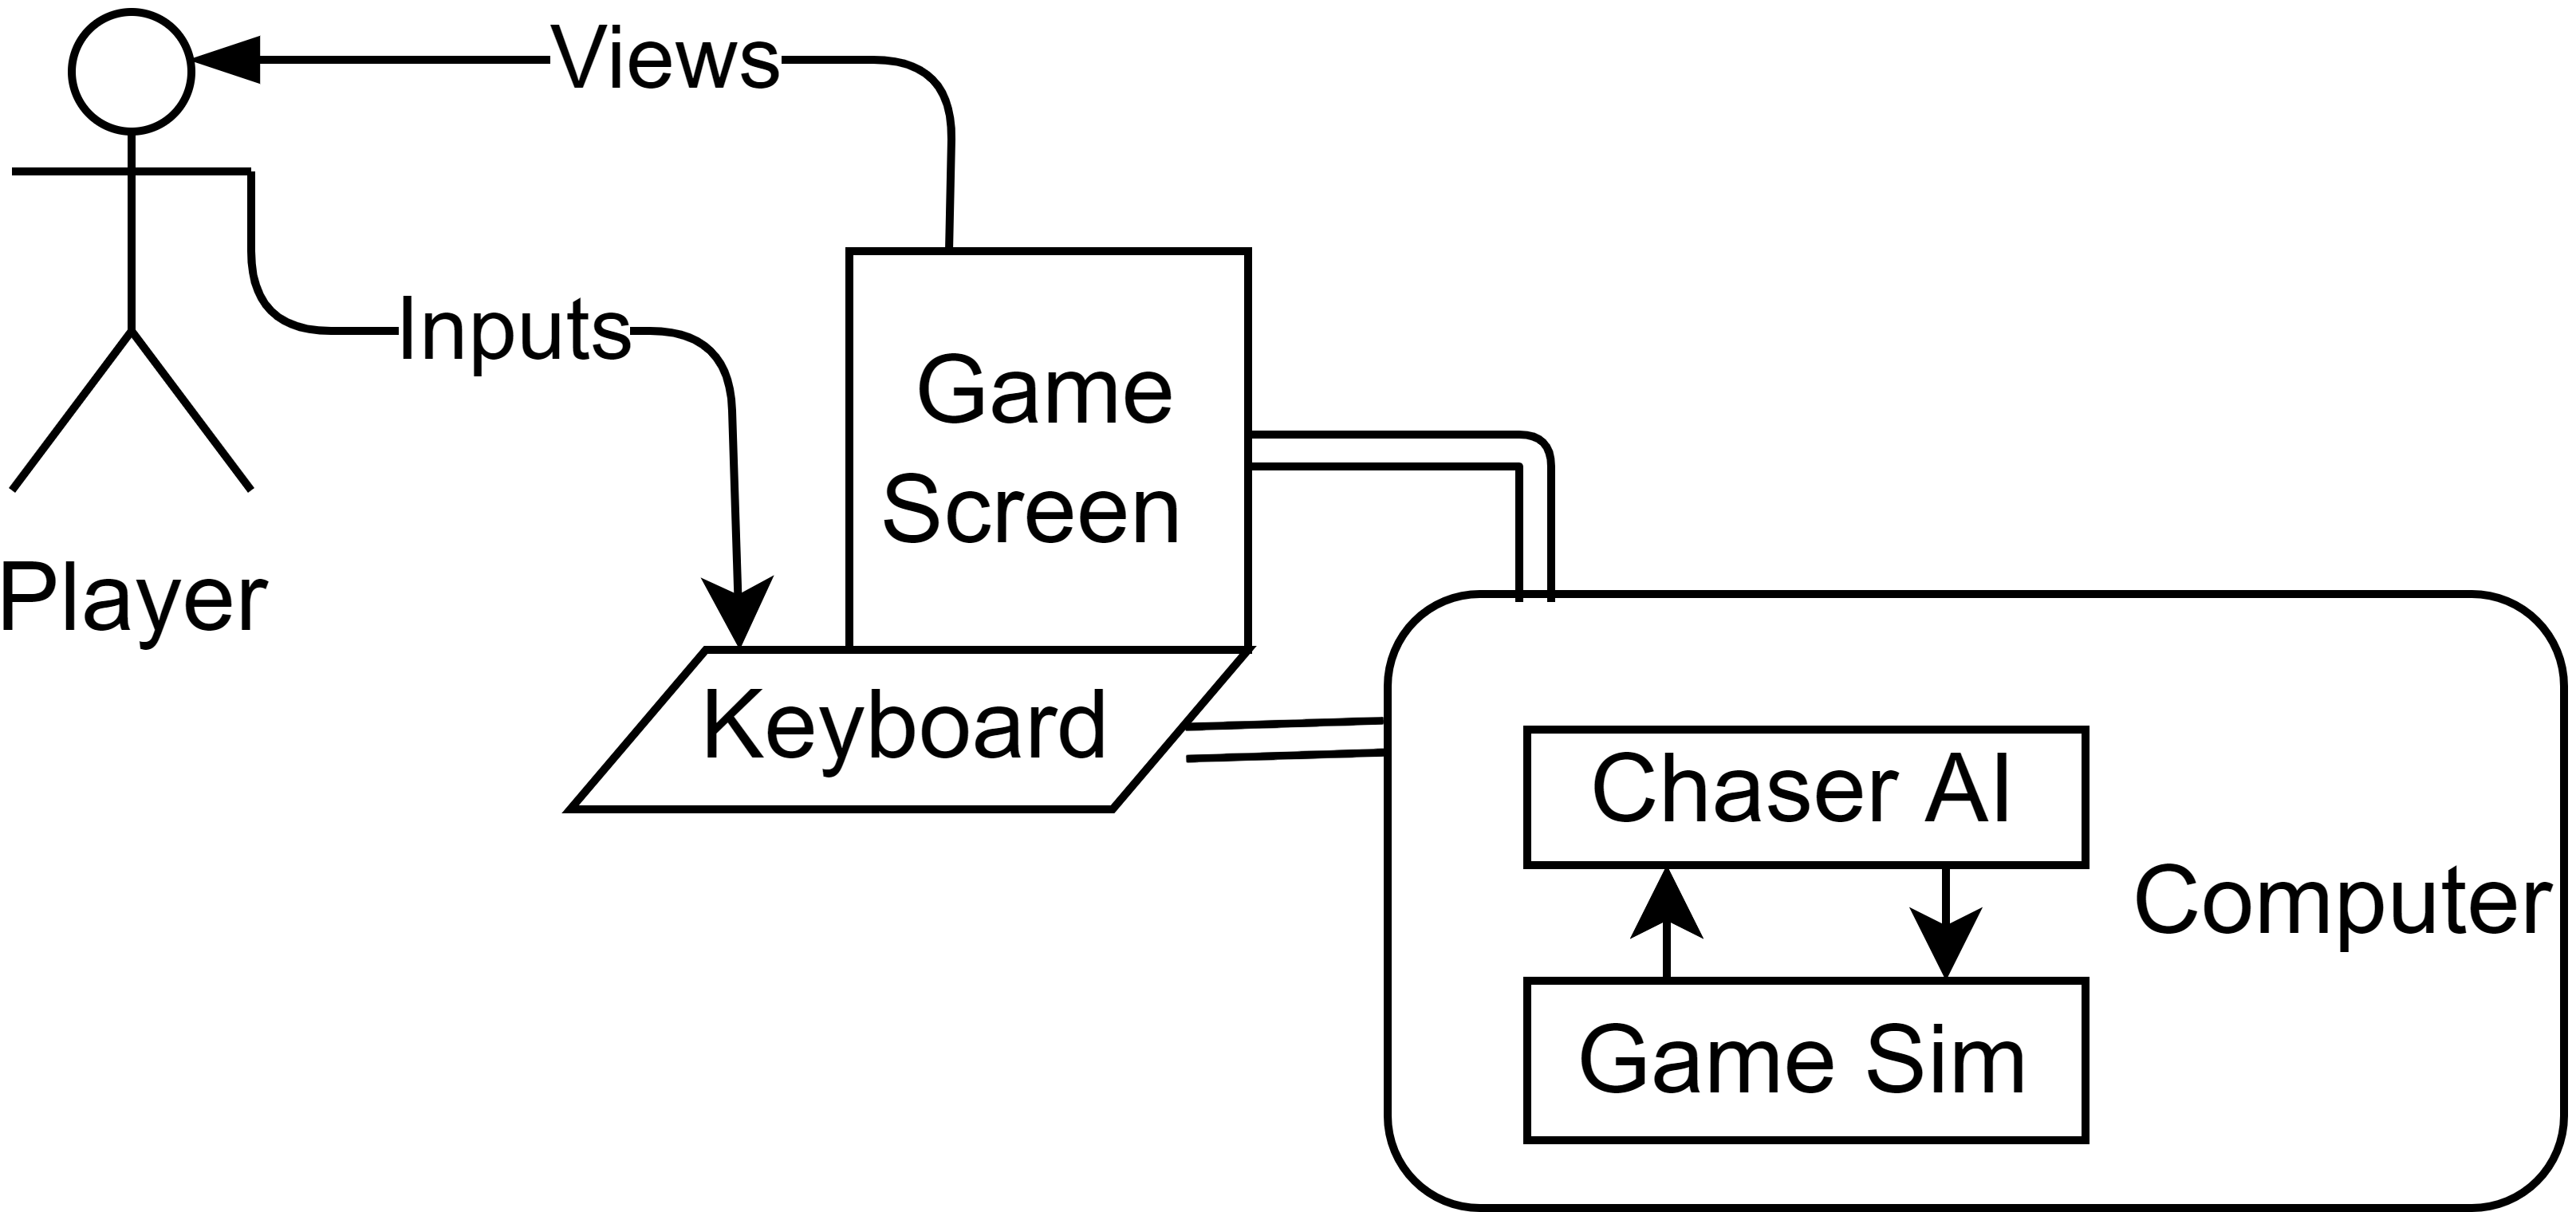 Views
Inputs
Game
Screen
Player
Keyboard
Chaser AI
Computer
Game Sim